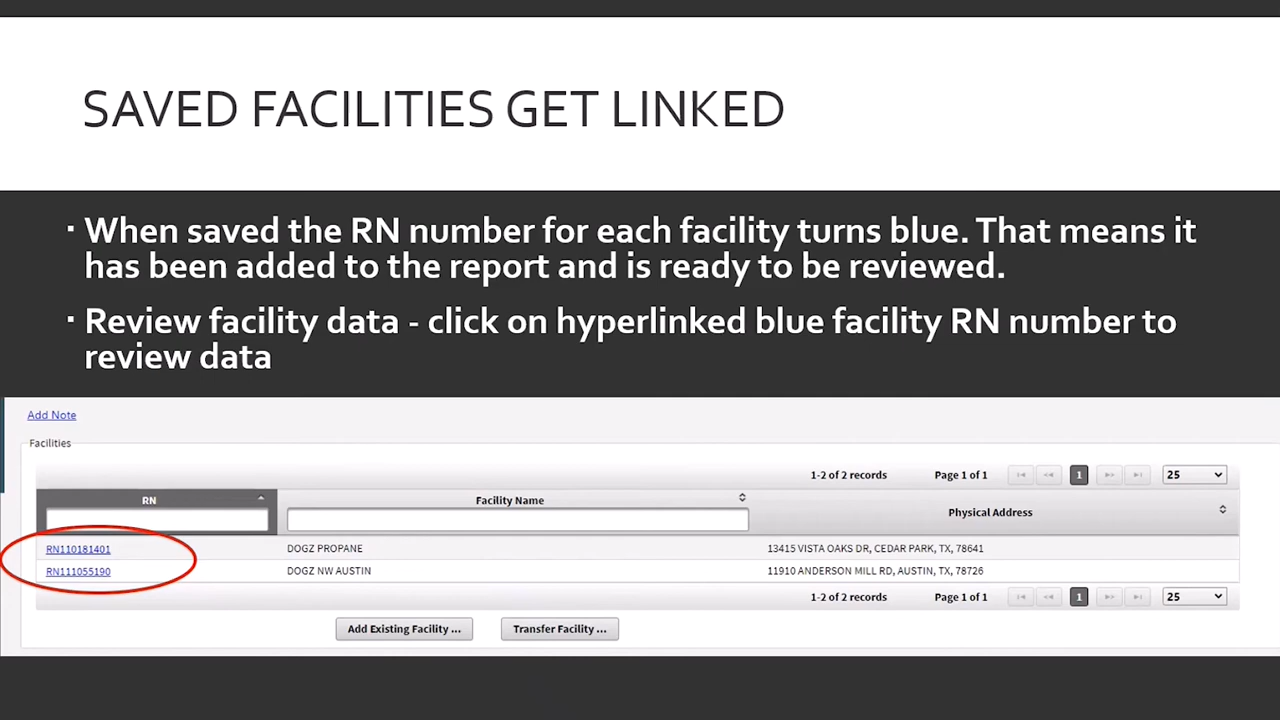 SAVED FACILITIES GET LINKED
▪ When saved the RN number for each facility turns blue. That means it
has been added to the report and is ready to be reviewed.
▪ Review facility data - click on hyperlinked blue facility RN number to
review data
Add Note
Facilities
1-2 of 2 records Page 1 of 1 1 25
RN Facility Name Physical Address
RN110181401 DOGZ PROPANE 13415 VISTA OAKS DR, CEDAR PARK, TX, 78641
RN111055190 DOGZ NW AUSTIN 11910 ANDERSON MILL RD, AUSTIN, TX, 78726
1-2 of 2 records Page 1 of 1 1 25
Add Existing Facility ... Transfer Facility ...